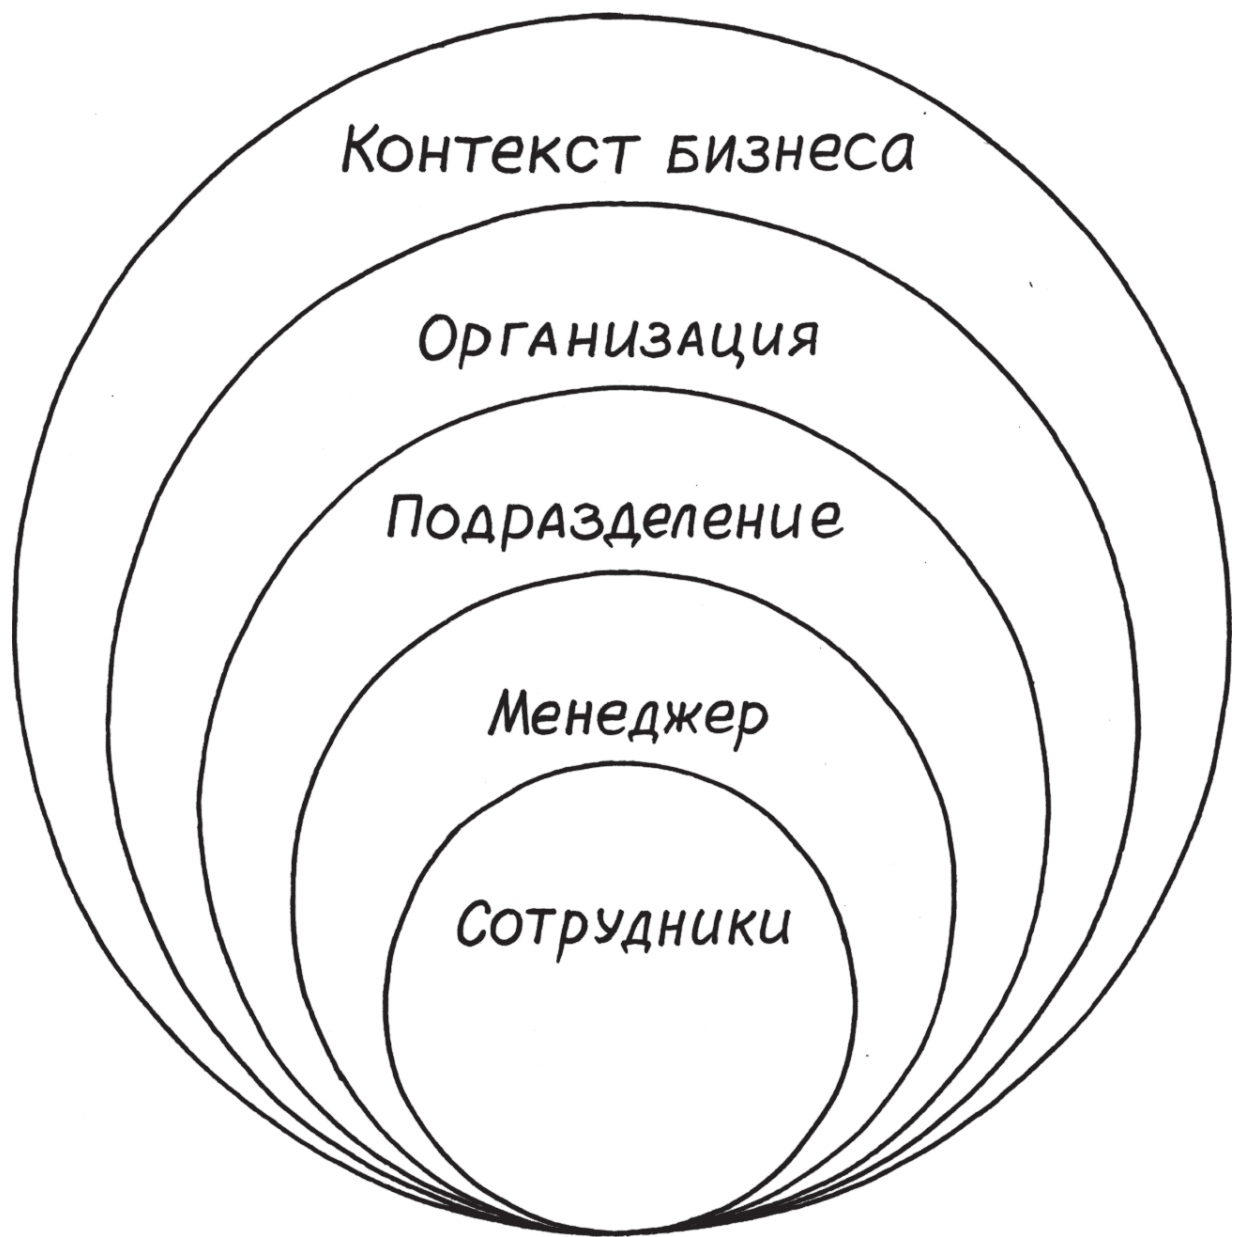 Контекст бизнеса
Организация
Подразделение
Менеджер
Сотрудники